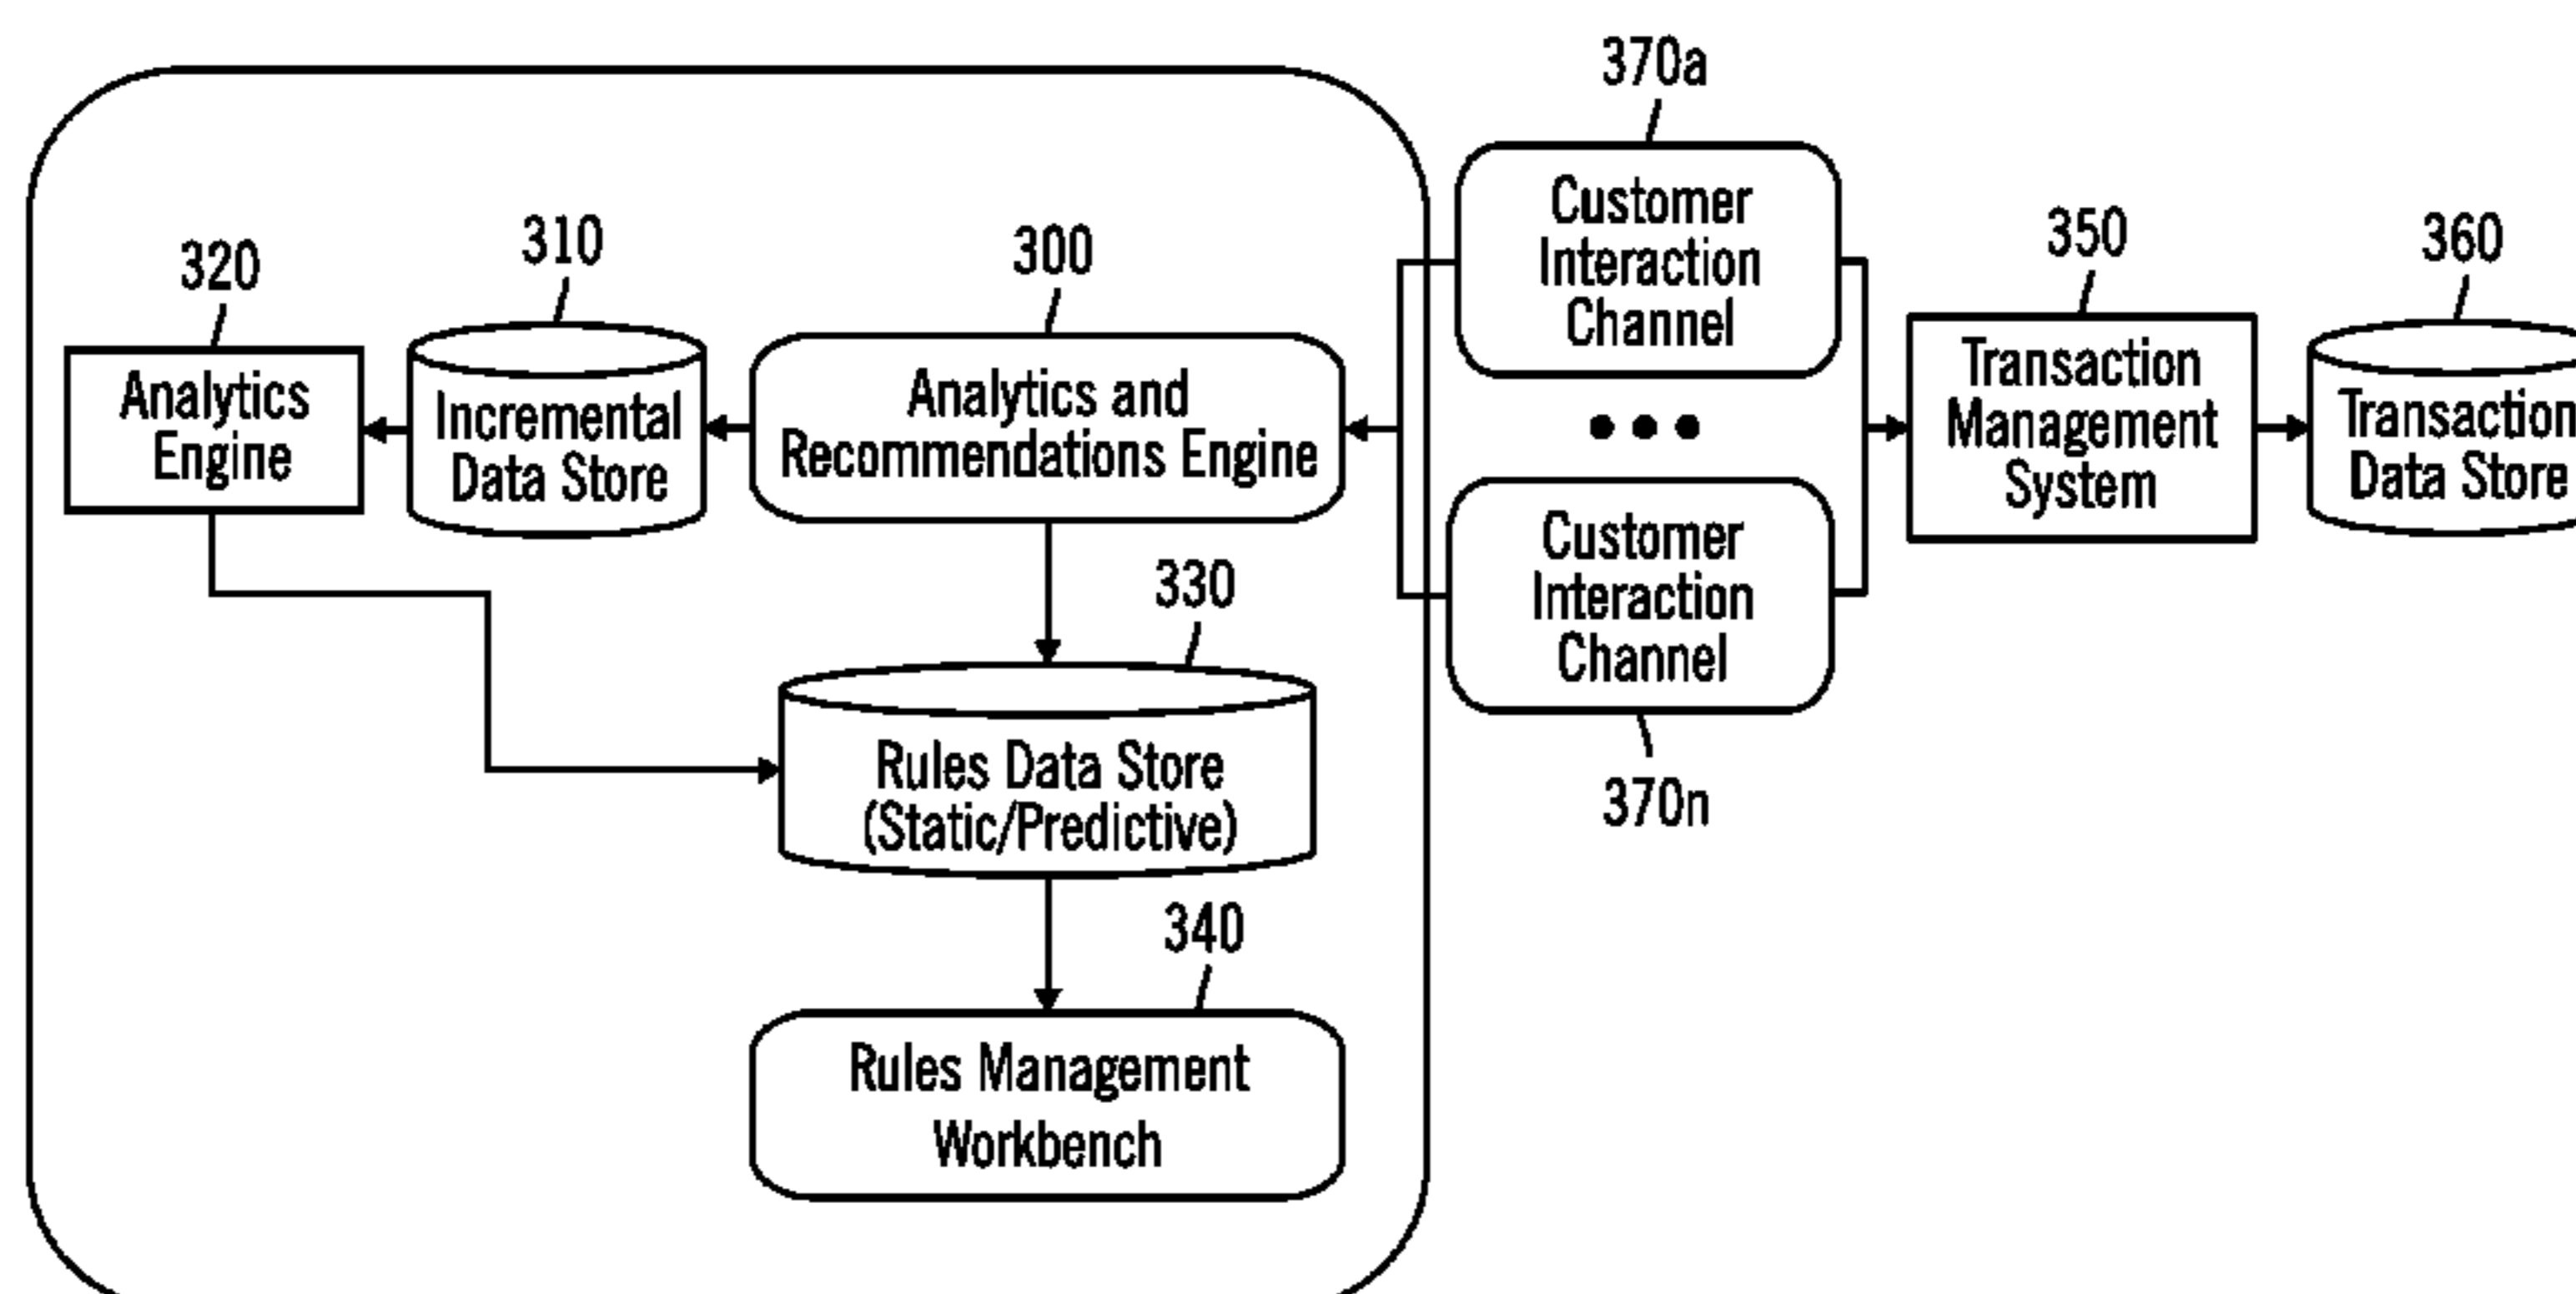 370a
Customer
Interaction
Channel
320
310
300
350
360
Analytics
Engine
Incremental
Data Store
Analytics and
Recommendations Engine
Transaction
Management
System
Transaction
Data Store
Customer
Interaction
Channel
370n
330
Rules Data Store
(Static/Predictive)
340
Rules Management
Workbench